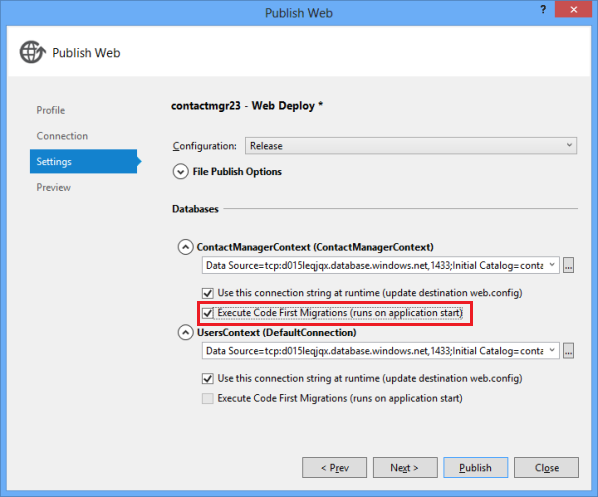 Publish Web
?
Publish Web
Profile
Connection
Settings
Preview
contactmgr23 - Web Deploy *
Configuration: Release
File Publish Options
Databases
ContactManagerContext (ContactManagerContext)
Data Source=tcp:d015leqjqx.database.windows.net,1433;Initial Catalog=conta ...
Use this connection string at runtime (update destination web.config)
Execute Code First Migrations (runs on application start)
UsersContext (DefaultConnection)
Data Source=tcp:d015leqjqx.database.windows.net,1433;Initial Catalog=conta ...
Use this connection string at runtime (update destination web.config)
Execute Code First Migrations (runs on application start)
< Prev Next > Publish Close